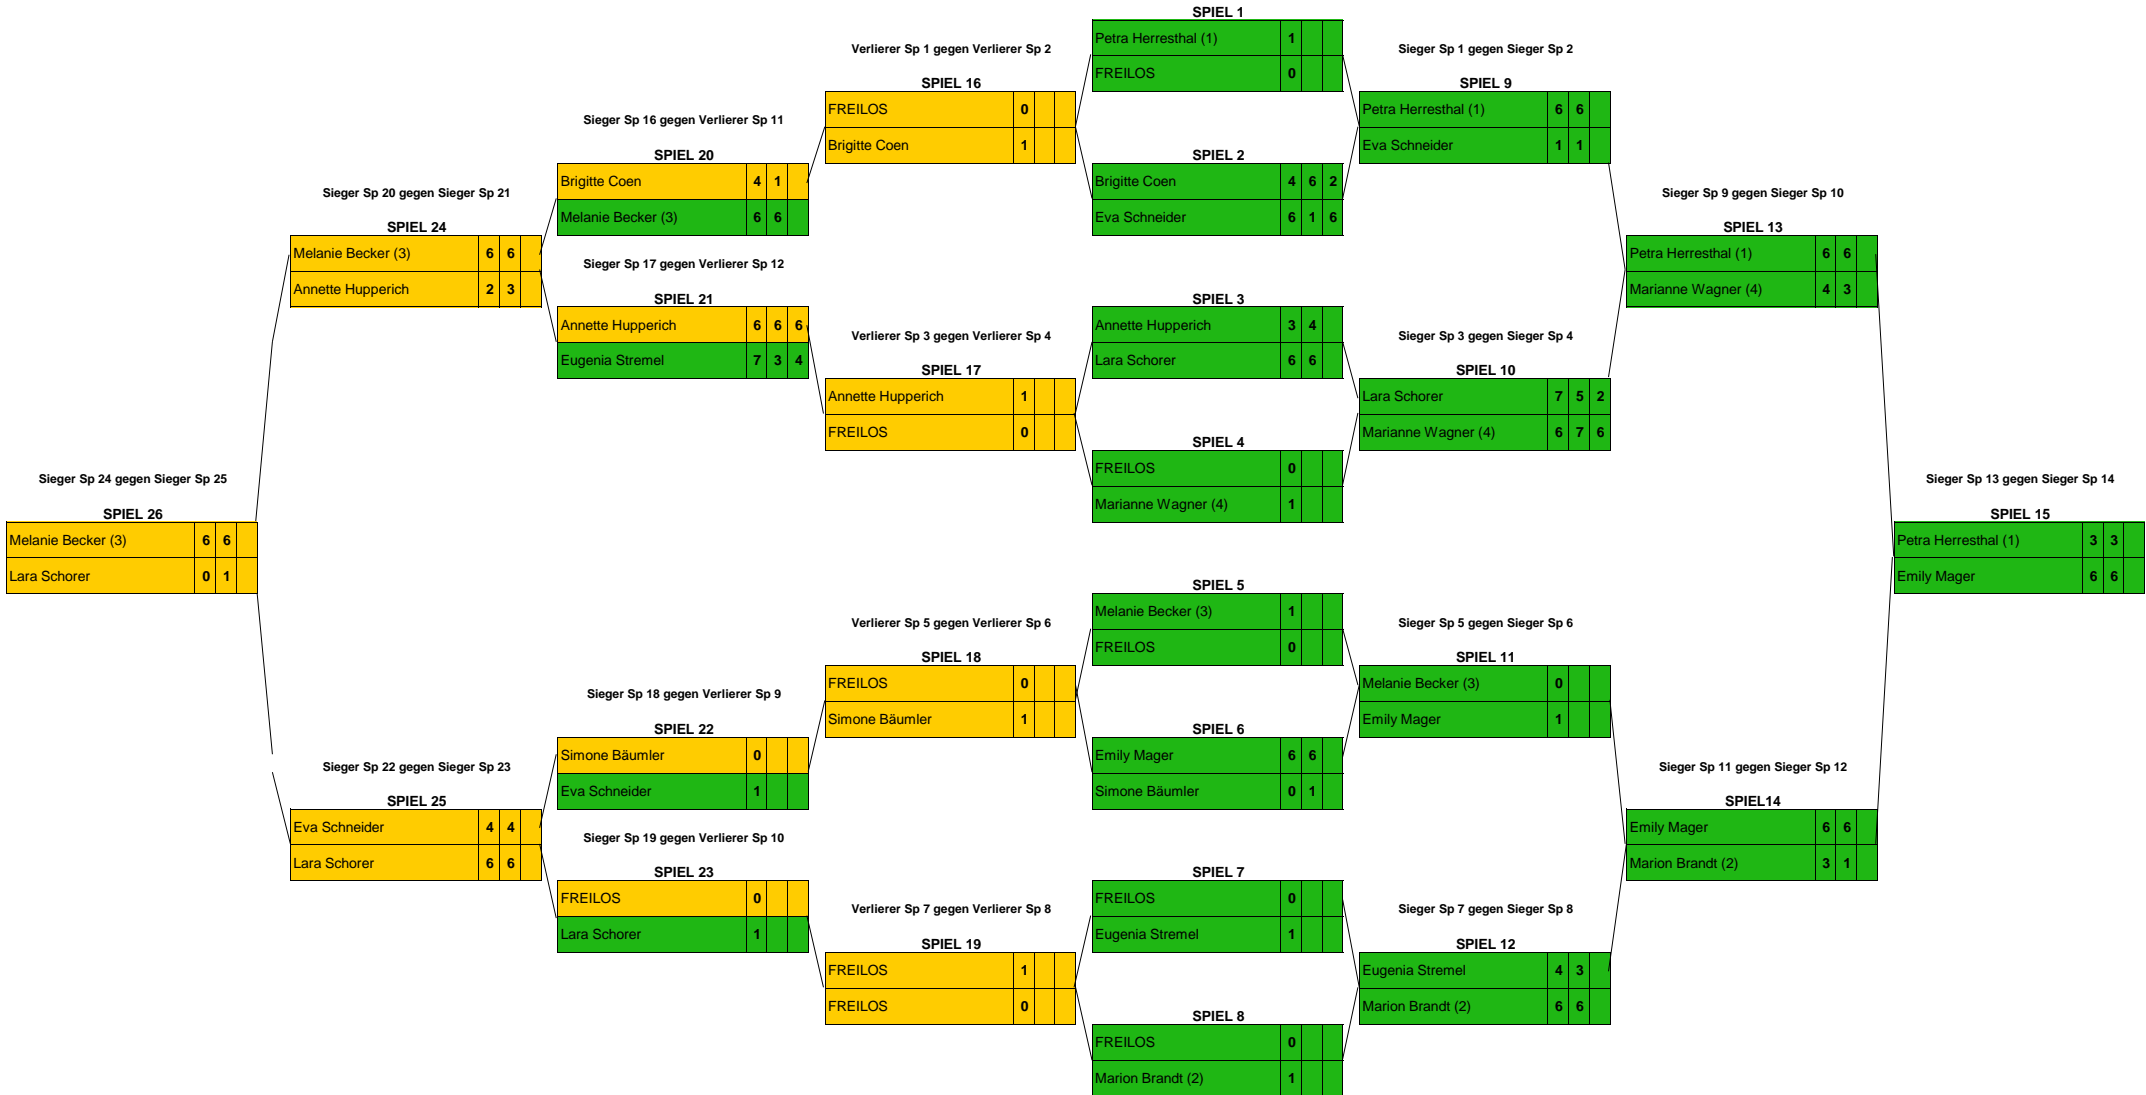 SPIEL 1
Petra Herresthal (1) 1
FREILOS 0
Verlierer Sp 1 gegen Verlierer Sp 2
Sieger Sp 1 gegen Sieger Sp 2
SPIEL 16
FREILOS 0
Brigitte Coen 1
SPIEL 9
Petra Herresthal (1) 6 6
Eva Schneider 1 1
Sieger Sp 16 gegen Verlierer Sp 11
SPIEL 20
Brigitte Coen 4 1
Melanie Becker (3) 6 6
SPIEL 2
Brigitte Coen 4 6 2
Eva Schneider 6 1 6
Sieger Sp 20 gegen Sieger Sp 21
SPIEL 24
Melanie Becker (3) 6 6
Annette Hupperich 2 3
Sieger Sp 9 gegen Sieger Sp 10
SPIEL 13
Petra Herresthal (1) 6 6
Marianne Wagner (4) 4 3
Sieger Sp 17 gegen Verlierer Sp 12
SPIEL 21
Annette Hupperich 6 6 6
Eugenia Stremel 7 3 4
SPIEL 3
Annette Hupperich 3 4
Lara Schorer 6 6
Verlierer Sp 3 gegen Verlierer Sp 4
Sieger Sp 3 gegen Sieger Sp 4
SPIEL 17
Annette Hupperich 1
FREILOS 0
SPIEL 10
Lara Schorer 7 5 2
Marianne Wagner (4) 6 7 6
SPIEL 4
FREILOS 0
Marianne Wagner (4) 1
Sieger Sp 24 gegen Sieger Sp 25
SPIEL 26
Melanie Becker (3) 6 6
Lara Schorer 0 1
Sieger Sp 13 gegen Sieger Sp 14
SPIEL 15
Petra Herresthal (1) 3 3
Emily Mager 6 6
SPIEL 5
Melanie Becker (3) 1
FREILOS 0
Verlierer Sp 5 gegen Verlierer Sp 6
Sieger Sp 5 gegen Sieger Sp 6
SPIEL 18
FREILOS 0
Simone Bäumler 1
SPIEL 11
Melanie Becker (3) 0
Emily Mager 1
Sieger Sp 18 gegen Verlierer Sp 9
SPIEL 22
Simone Bäumler 0
Eva Schneider 1
SPIEL 6
Emily Mager 6 6
Simone Bäumler 0 1
Sieger Sp 22 gegen Sieger Sp 23
SPIEL 25
Eva Schneider 4 4
Lara Schorer 6 6
Sieger Sp 11 gegen Sieger Sp 12
SPIEL14
Emily Mager 6 6
Marion Brandt (2) 3 1
Sieger Sp 19 gegen Verlierer Sp 10
SPIEL 23
FREILOS 0
Lara Schorer 1
SPIEL 7
FREILOS 0
Eugenia Stremel 1
Verlierer Sp 7 gegen Verlierer Sp 8
Sieger Sp 7 gegen Sieger Sp 8
SPIEL 19
FREILOS 1
FREILOS 0
SPIEL 12
Eugenia Stremel 4 3
Marion Brandt (2) 6 6
SPIEL 8
FREILOS 0
Marion Brandt (2) 1